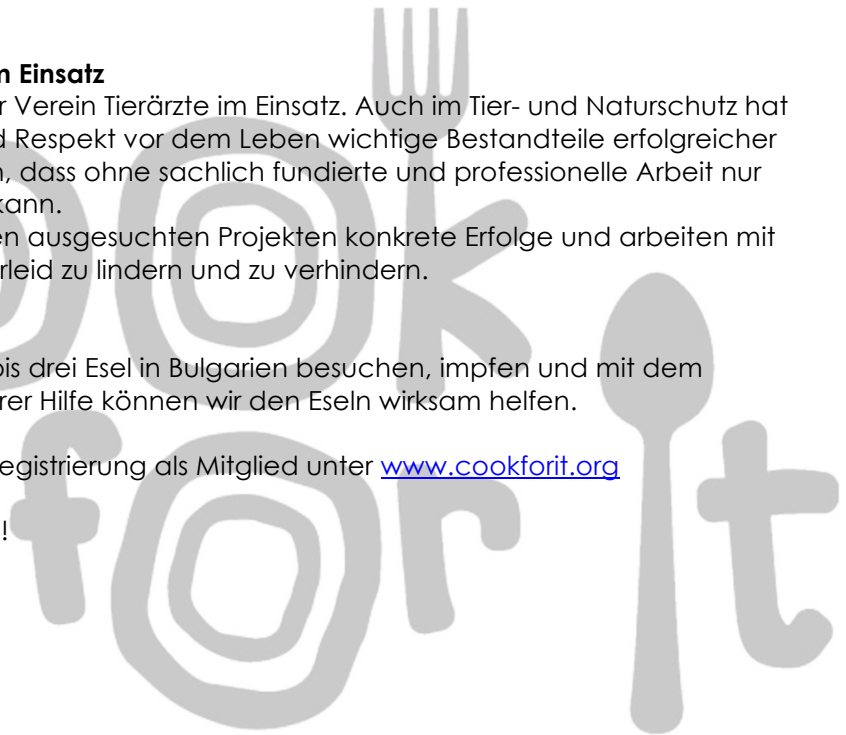 n Einsatz
r Verein Tierärzte im Einsatz. Auch im Tier- und Naturschutz hat
d Respekt vor dem Leben wichtige Bestandteile erfolgreicher
n, dass ohne sachlich fundierte und professionelle Arbeit nur
kann.
en ausgesuchten Projekten konkrete Erfolge und arbeiten mit
rleid zu lindern und zu verhindern.
bis drei Esel in Bulgarien besuchen, impfen und mit dem
rer Hilfe können wir den Eseln wirksam helfen.
egistrierung als Mitglied unter www.cookforit.org
!
ook
for it